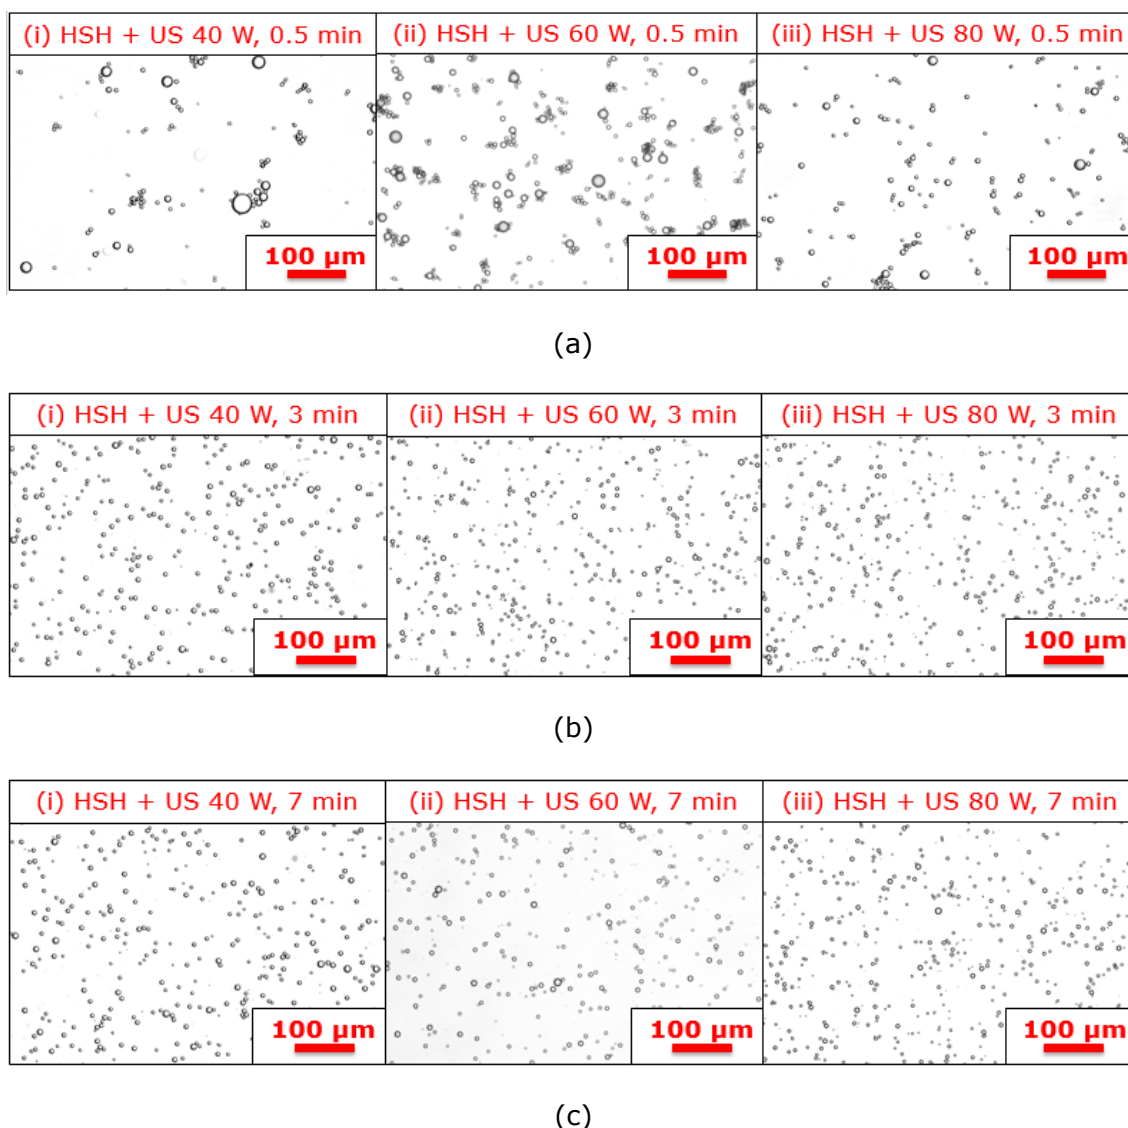 (i) HSH + US 40 W, 0.5 min
(ii) HSH + US 60 W, 0.5 min
(iii) HSH + US 80 W, 0.5 min
100 µm
100 µm
100 µm
(a)
(i) HSH + US 40 W, 3 min
(ii) HSH + US 60 W, 3 min
(iii) HSH + US 80 W, 3 min
100 µm
100 µm
100 µm
(b)
(i) HSH + US 40 W, 7 min
(ii) HSH + US 60 W, 7 min
(iii) HSH + US 80 W, 7 min
100 µm
100 µm
100 µm
(c)